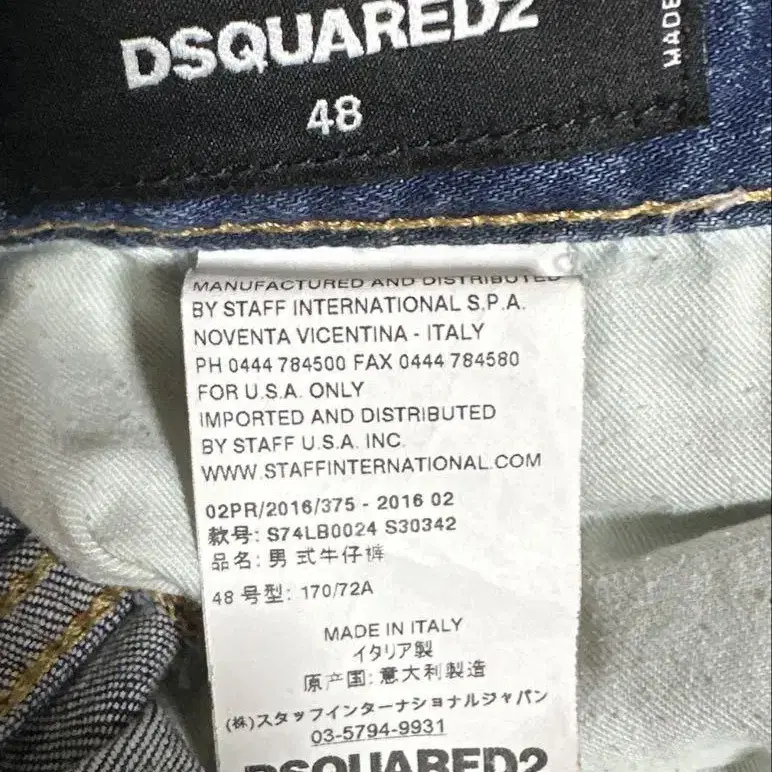 DSQUARED2
48
MADE
MANUFACTURED AND DISTRIBUTED
BY STAFF INTERNATIONAL S.P.A.
NOVENTA VICENTINA - ITALY
PH 0444 784500 FAX 0444 784580
FOR U.S.A. ONLY
IMPORTED AND DISTRIBUTED
BY STAFF U.S.A. INC.
WWW.STAFFINTERNATIONAL.COM
02PR/2016/375 - 2016 02
款号: S74LB0024 S30342
品名: 男 式牛仔裤
48 号型: 170/72A
MADE IN ITALY
イタリア製
原产国: 意大利製造
(株)スタッフインターナショナルジャパン
03-5794-9931
DSQUARED2